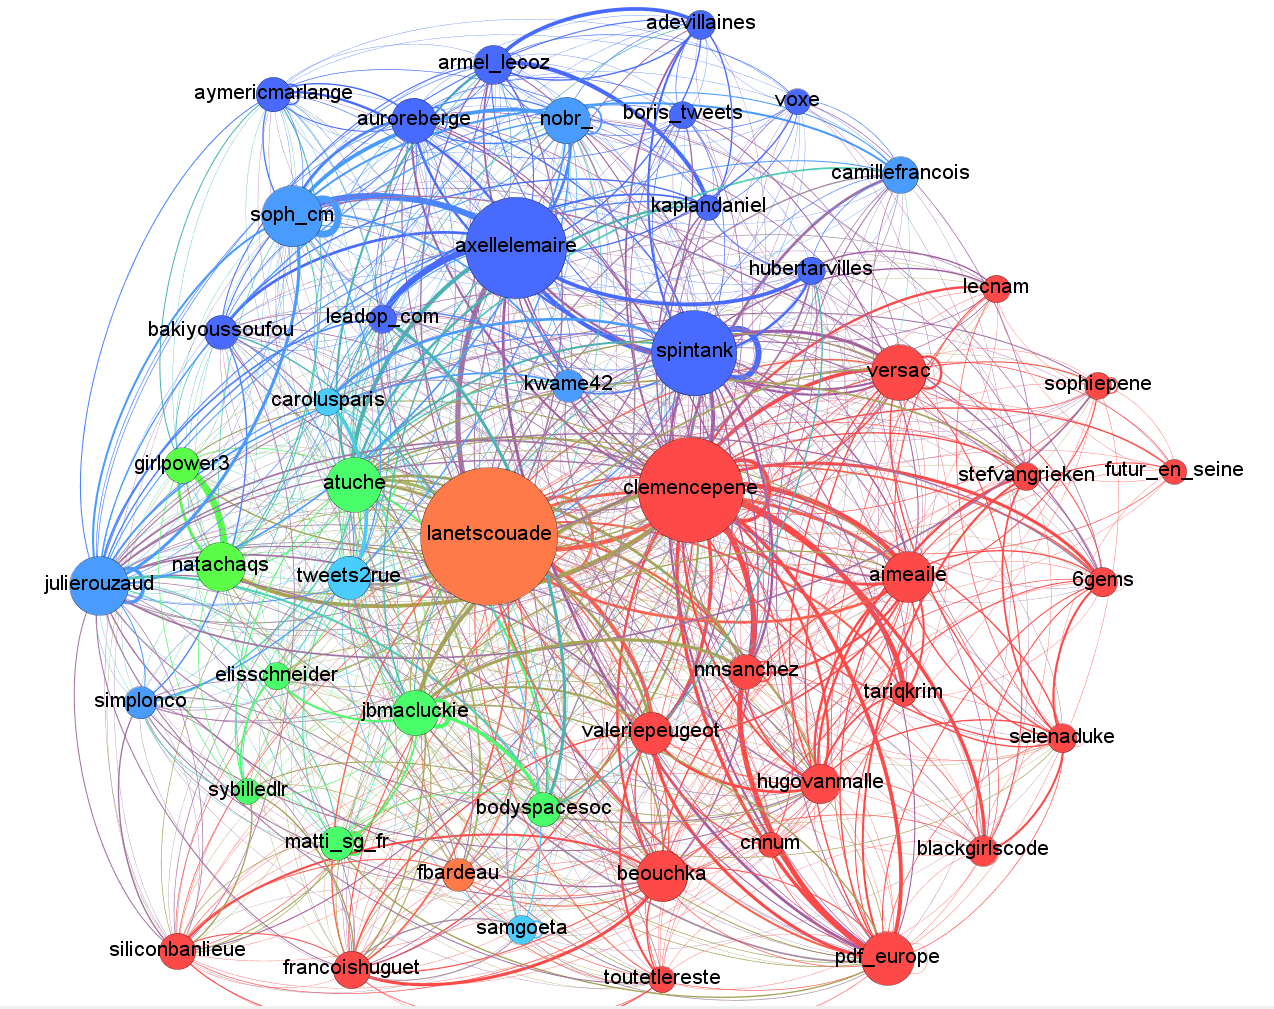 adevillaines
armel_lecoz
aymericmarlange
voxe
auroreberge
nobr_
boris_tweets
camillefrancois
soph_cm
kaplandaniel
axellelemaire
hubertarvilles
lecnam
leadop_com
bakiyoussoufou
spintank
versac
kwame42
sophiepene
carolusparis
girlpower3
futur_en_seine
stefvangrieken
atuche
clemencepene
lanetscouade
natachaqs
tweets2rue
aimeaile
6gems
julierouzaud
elisschneider
nmsanchez
tariqkrim
simplonco
jbmacluckie
valeriepeugeot
selenaduke
hugovanmalle
sybilledlr
bodyspacesoc
matti_sg_fr
cnnum
blackgirlscode
fbardeau
beouchka
samgoeta
siliconbanlieue
pdf_europe
francoishuguet
toutetlereste